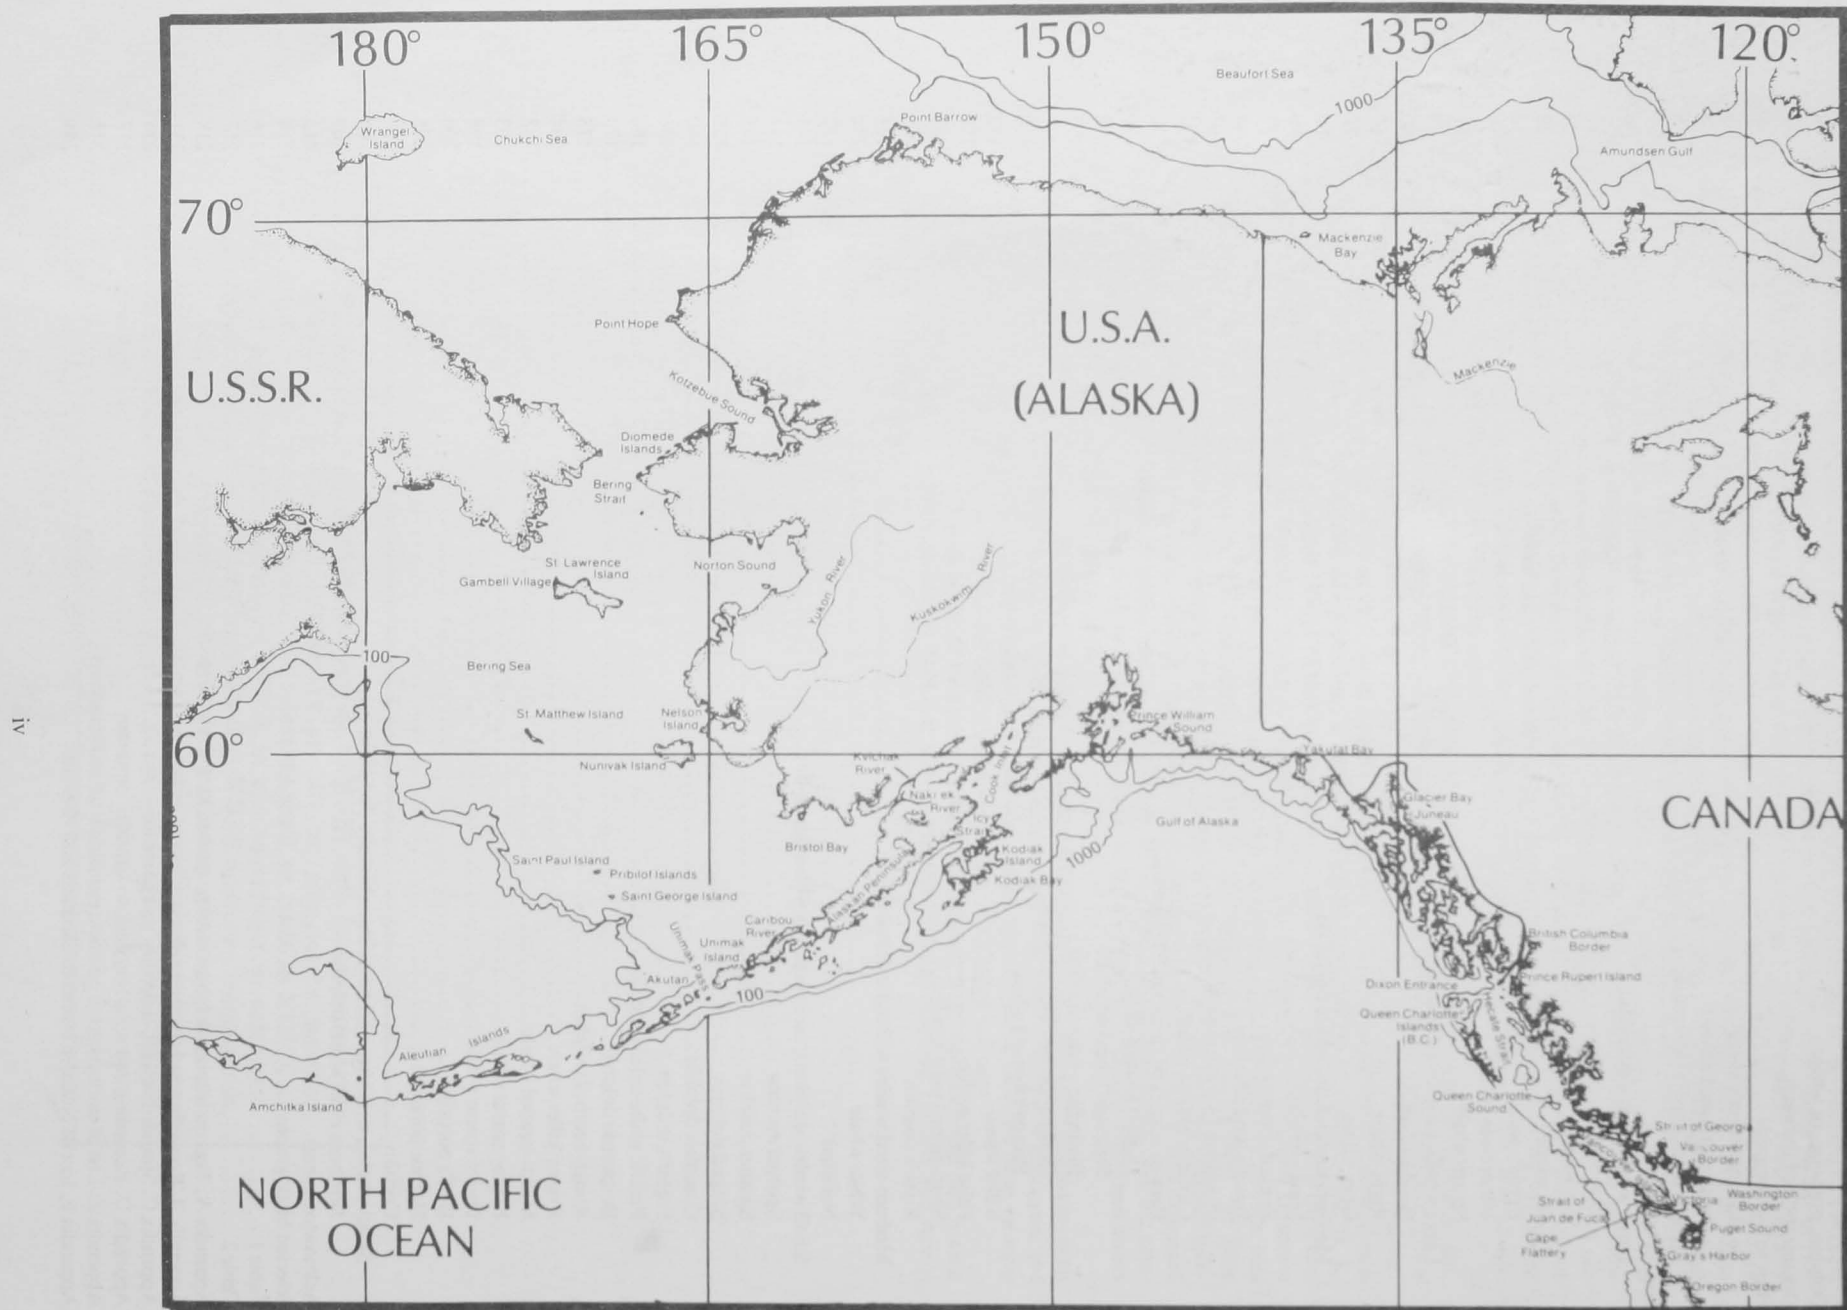 180°
165°
150°
135°
120°
Beaufort Sea
1000
Wrangel
Island
Chukchi Sea
Point Barrow
Amundsen Gulf
70°
Mackenzie
Bay
Point Hope
U.S.A.
(ALASKA)
U.S.S.R.
Kotzebue Sound
Mackenzie
Diomede
Islands
Bering
Strait
St. Lawrence
Island
Gambell Village
Norton Sound
Yukon River
Kuskokwim River
100
Bering Sea
iv
St. Matthew Island
Nelson
Island
Prince William
Sound
60°
Nunivak Island
Kvichak
River
Cook Inlet
Yakutat Bay
Naknek
River
Icy
Strait
Glacier Bay
Juneau
CANADA
Gulf of Alaska
Bristol Bay
Kodiak
Island
1000
Kodiak Bay
Saint Paul Island
Pribilof Islands
Saint George Island
Alaskan Peninsula
Caribou
River
Unimak Pass
Unimak
Island
Akutan
100
British Columbia
Border
Prince Rupert Island
Dixon Entrance
Queen Charlotte
Islands
(B.C.)
Hecate Strait
Aleutian Islands
Amchitka Island
Queen Charlotte
Sound
Strait of Georgia
Vancouver
Border
Vancouver
NORTH PACIFIC
OCEAN
Victoria
Washington
Border
Strait of
Juan de Fuca
Puget Sound
Cape
Flattery
Gray's Harbor
Oregon Border